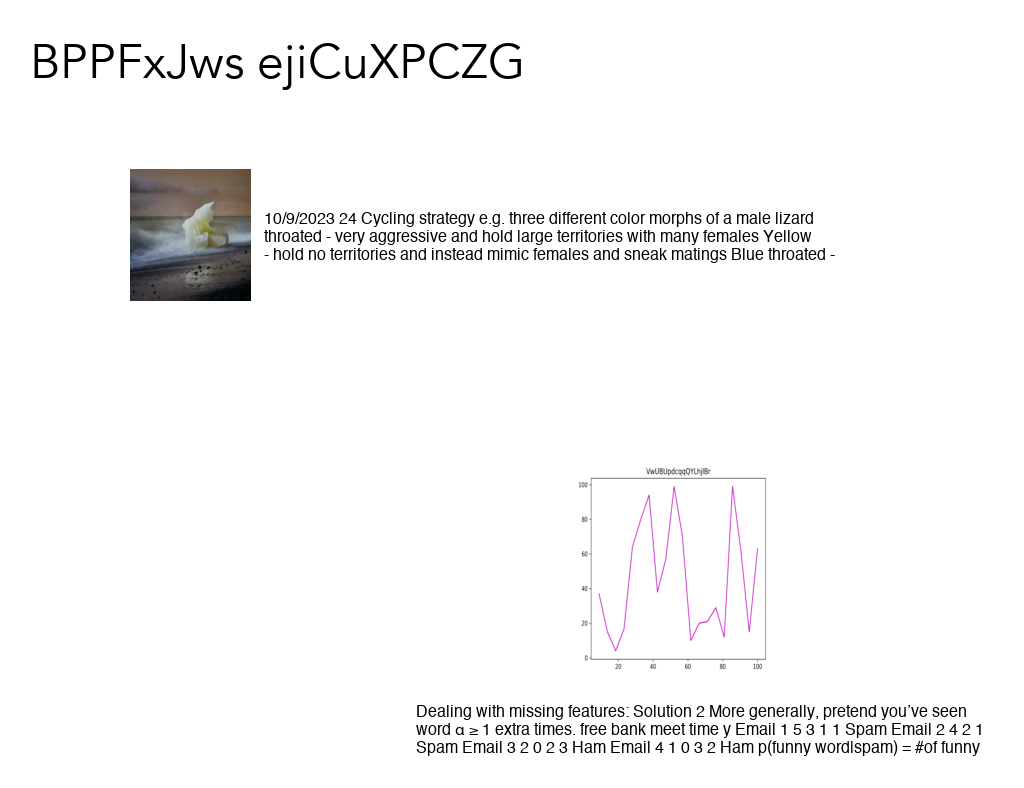 BPPFxJws ejiCuXPCZG
10/9/2023 24 Cycling strategy e.g. three different color morphs of a male lizard
throated - very aggressive and hold large territories with many females Yellow
- hold no territories and instead mimic females and sneak matings Blue throated -
VwUBUpdcqqQYLhjlBr
100
80
60
40
20
0
20 40 60 80 100
Dealing with missing features: Solution 2 More generally, pretend you’ve seen
word α ≥ 1 extra times. free bank meet time y Email 1 5 3 1 1 Spam Email 2 4 2 1
Spam Email 3 2 0 2 3 Ham Email 4 1 0 3 2 Ham p(funny word|spam) = #of funny